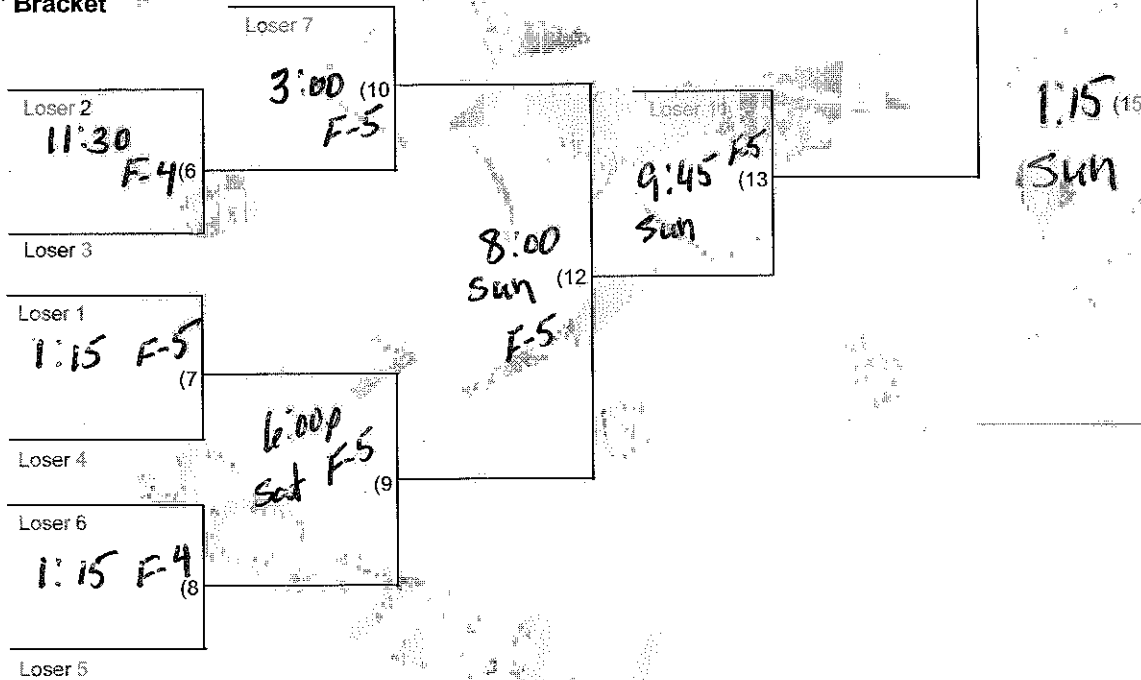 Bracket
Loser 7
3:00 (10
F-5
Loser 2
11:30
F-4 (6
Loser 3
Loser 11
9:45 F5
(13
Sun
1:15 (15
Sun
8:00
Sun (12
F-5
Loser 1
1:15 F-5
(7
Loser 4
6:00p
Sat F-5
(9
Loser 6
1:15 F-4
(8
Loser 5